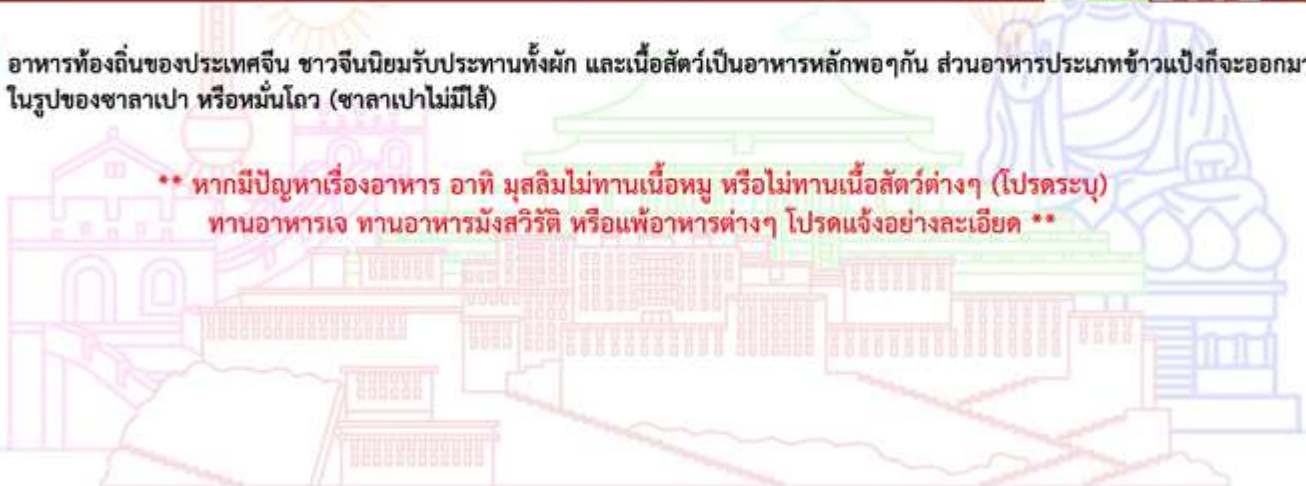 อาหารท้องถิ่นของประเทศจีน ชาวจีนนิยมรับประทานทั้งผัก และเนื้อสัตว์เป็นอาหารหลักพอๆกัน ส่วนอาหารประเภทข้าวแป้งก็จะออกมา
ในรูปของซาลาเปา หรือหมั่นโถว (ซาลาเปาไม่มีไส้)
** หากมีปัญหาเรื่องอาหาร อาทิ มุสลิมไม่ทานเนื้อหมู หรือไม่ทานเนื้อสัตว์ต่างๆ (โปรดระบุ)
ทานอาหารเจ ทานอาหารมังสวิรัติ หรือแพ้อาหารต่างๆ โปรดแจ้งอย่างละเอียด **